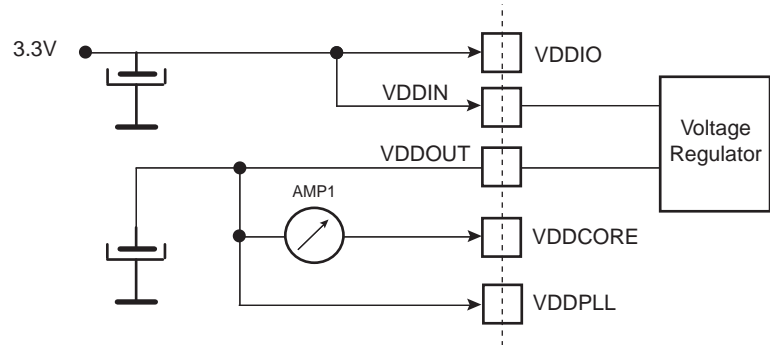 3.3V
VDDIO
VDDIN
Voltage
Regulator
VDDOUT
AMP1
VDDCORE
VDDPLL